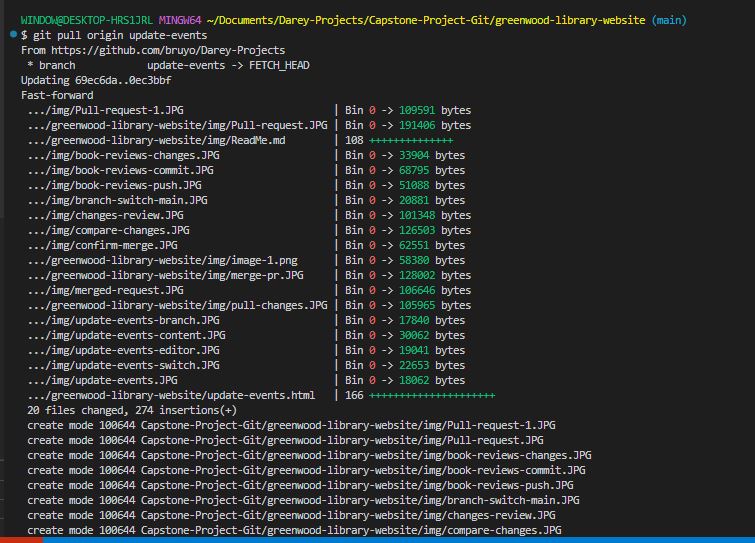 WINDOW@DESKTOP-HRS1JRL MINGW64 ~/Documents/Darey-Projects/Capstone-Project-Git/greenwood-library-website (main)
$ git pull origin update-events
From https://github.com/bruyo/Darey-Projects
 * branch            update-events -> FETCH_HEAD
Updating 69ec6da..0ec3bbf
Fast-forward
 .../img/Pull-request-1.JPG                         | Bin 0 -> 109591 bytes
 .../greenwood-library-website/img/Pull-request.JPG | Bin 0 -> 191406 bytes
 .../greenwood-library-website/img/ReadMe.md        | 108 ++++++++++++++
 .../img/book-reviews-changes.JPG                   | Bin 0 -> 33904 bytes
 .../img/book-reviews-commit.JPG                    | Bin 0 -> 68795 bytes
 .../img/book-reviews-push.JPG                      | Bin 0 -> 51088 bytes
 .../img/branch-switch-main.JPG                     | Bin 0 -> 20881 bytes
 .../img/changes-review.JPG                         | Bin 0 -> 101348 bytes
 .../img/compare-changes.JPG                        | Bin 0 -> 126503 bytes
 .../img/confirm-merge.JPG                          | Bin 0 -> 62551 bytes
 .../greenwood-library-website/img/image-1.png      | Bin 0 -> 58380 bytes
 .../greenwood-library-website/img/merge-pr.JPG     | Bin 0 -> 128002 bytes
 .../img/merged-request.JPG                         | Bin 0 -> 106646 bytes
 .../greenwood-library-website/img/pull-changes.JPG | Bin 0 -> 105965 bytes
 .../img/update-events-branch.JPG                   | Bin 0 -> 17840 bytes
 .../img/update-events-content.JPG                  | Bin 0 -> 30062 bytes
 .../img/update-events-editor.JPG                   | Bin 0 -> 19041 bytes
 .../img/update-events-switch.JPG                   | Bin 0 -> 22653 bytes
 .../img/update-events.JPG                          | Bin 0 -> 18062 bytes
 .../greenwood-library-website/update-events.html   | 166 +++++++++++++++++++++
 20 files changed, 274 insertions(+)
 create mode 100644 Capstone-Project-Git/greenwood-library-website/img/Pull-request-1.JPG
 create mode 100644 Capstone-Project-Git/greenwood-library-website/img/Pull-request.JPG
 create mode 100644 Capstone-Project-Git/greenwood-library-website/img/book-reviews-changes.JPG
 create mode 100644 Capstone-Project-Git/greenwood-library-website/img/book-reviews-commit.JPG
 create mode 100644 Capstone-Project-Git/greenwood-library-website/img/book-reviews-push.JPG
 create mode 100644 Capstone-Project-Git/greenwood-library-website/img/branch-switch-main.JPG
 create mode 100644 Capstone-Project-Git/greenwood-library-website/img/changes-review.JPG
 create mode 100644 Capstone-Project-Git/greenwood-library-website/img/compare-changes.JPG